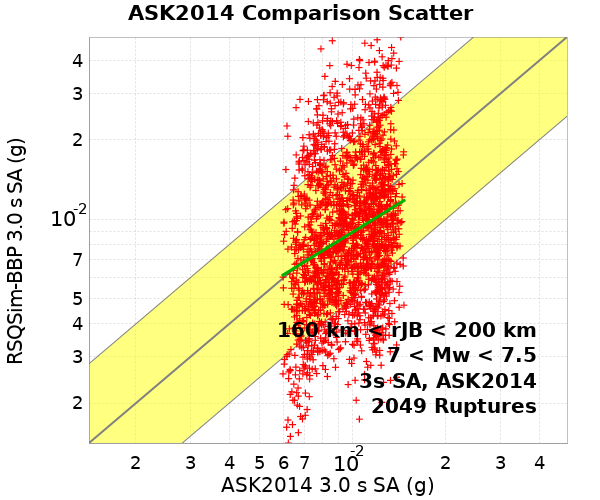 ASK2014 Comparison Scatter
RSQSim-BBP 3.0 s SA (g)
4
3
2
10-2
7
5
4
3
2
160 km < rJB < 200 km
7 < Mw < 7.5
3s SA, ASK2014
2049 Ruptures
2 3 4 5 6 7 10-2 2 3 4
ASK2014 3.0 s SA (g)